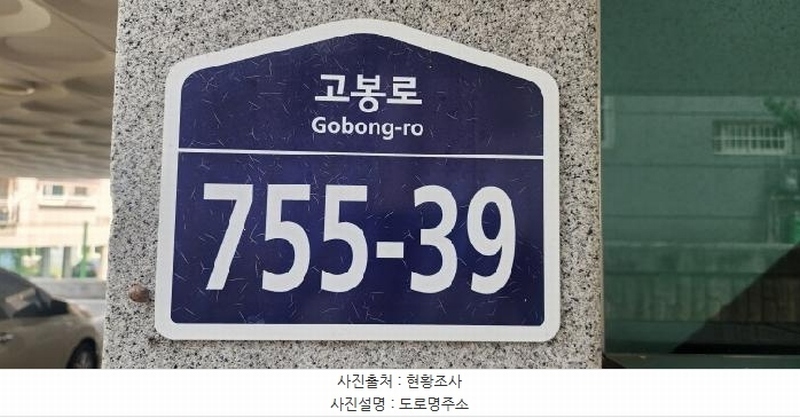 고봉로
Gobong-ro
755-39
사진출처 : 현황조사
사진설명 : 도로명주소